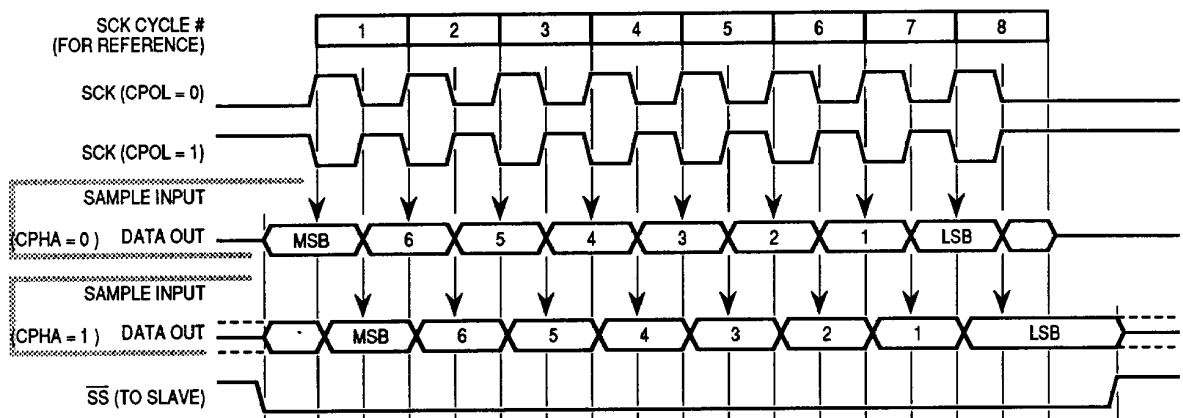 SCK CYCLE #
(FOR REFERENCE)
1 2 3 4 5 6 7 8
SCK (CPOL = 0)
SCK (CPOL = 1)
SAMPLE INPUT
(CPHA = 0) DATA OUT
MSB 6 5 4 3 2 1 LSB
SAMPLE INPUT
(CPHA = 1) DATA OUT
MSB 6 5 4 3 2 1 LSB
SS (TO SLAVE)